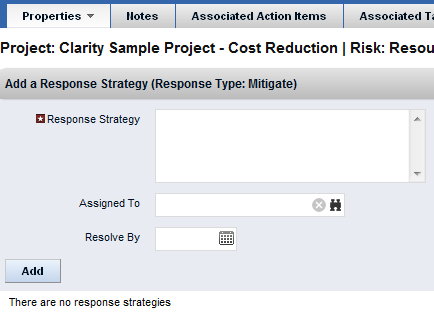 Properties Notes Associated Action Items Associated Ta
Project: Clarity Sample Project - Cost Reduction | Risk: Resou
Add a Response Strategy (Response Type: Mitigate)
Response Strategy
Assigned To
Resolve By
Add
There are no response strategies